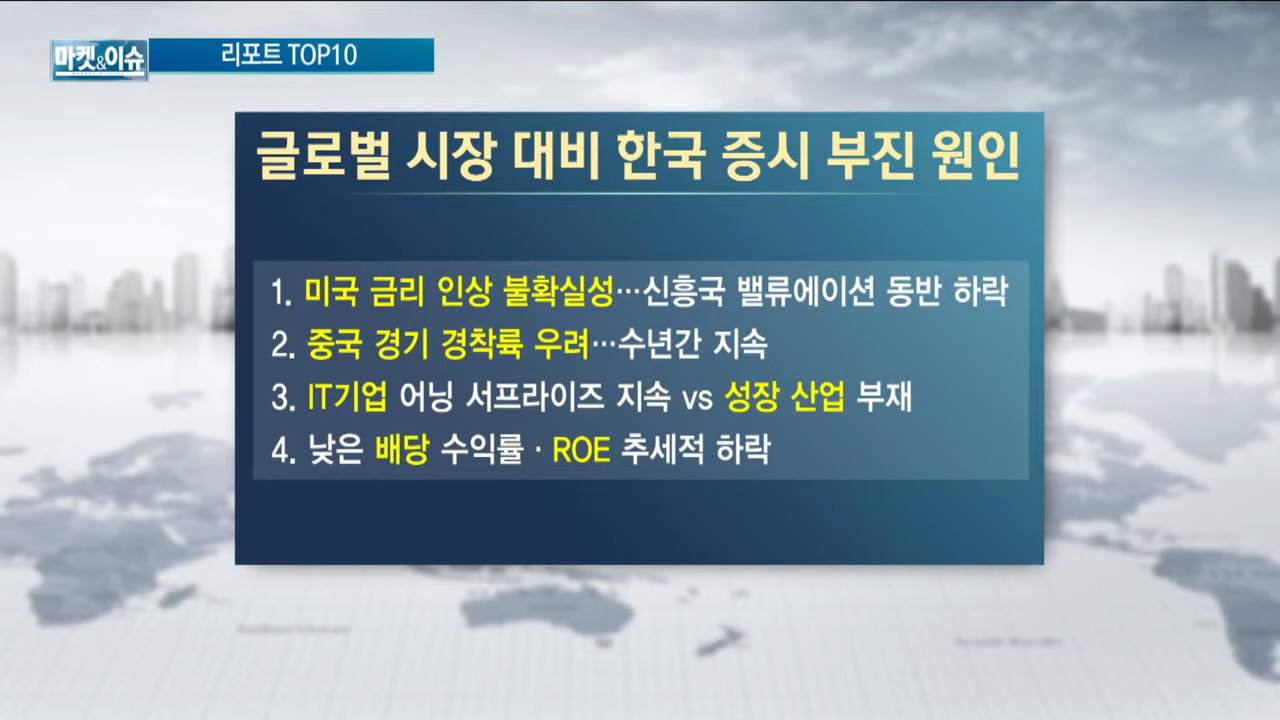 마켓&이슈
리포트 TOP10
글로벌 시장 대비 한국 증시 부진 원인
1. 미국 금리 인상 불확실성…신흥국 밸류에이션 동반 하락
2. 중국 경기 경착륙 우려…수년간 지속
3. IT기업 어닝 서프라이즈 지속 vs 성장 산업 부재
4. 낮은 배당 수익률·ROE 추세적 하락